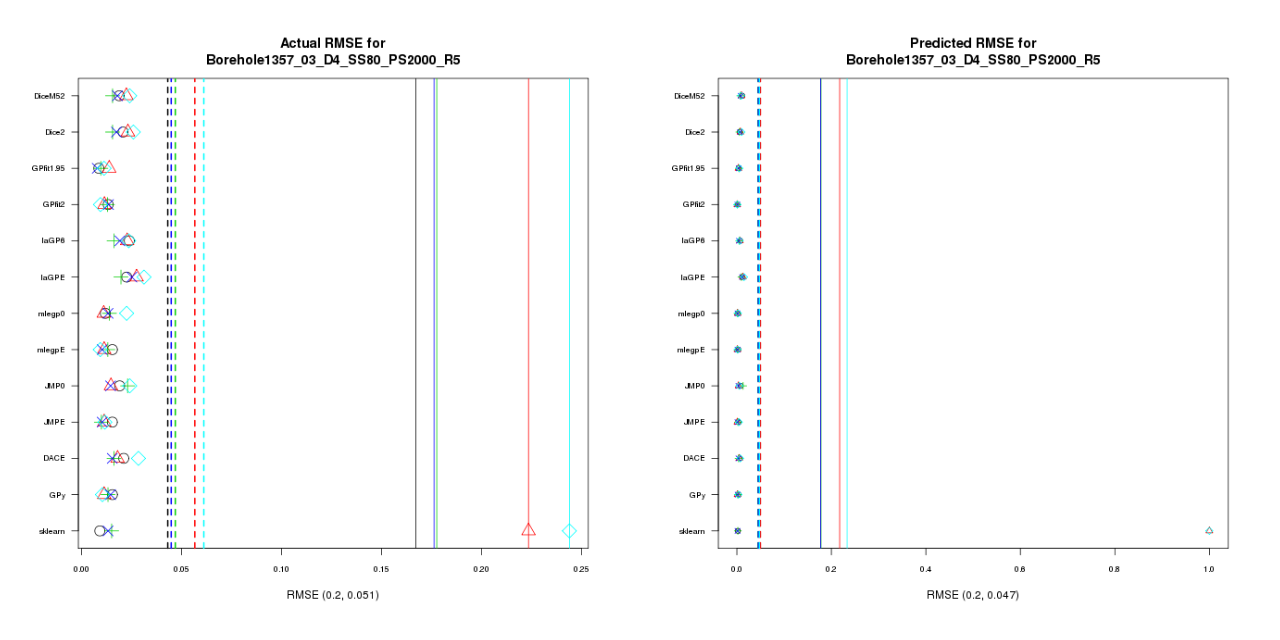 Actual RMSE for
Borehole1357_03_D4_SS80_PS2000_R5
DiceM52
Dice2
GPfit1.95
GPfit2
laGP6
laGPE
mlegp0
mlegpE
JMP0
JMPE
DACE
GPy
sklearn
0.00 0.05 0.10 0.15 0.20 0.25
RMSE (0.2, 0.051)
Predicted RMSE for
Borehole1357_03_D4_SS80_PS2000_R5
DiceM52
Dice2
GPfit1.95
GPfit2
laGP6
laGPE
mlegp0
mlegpE
JMP0
JMPE
DACE
GPy
sklearn
0.0 0.2 0.4 0.6 0.8 1.0
RMSE (0.2, 0.047)